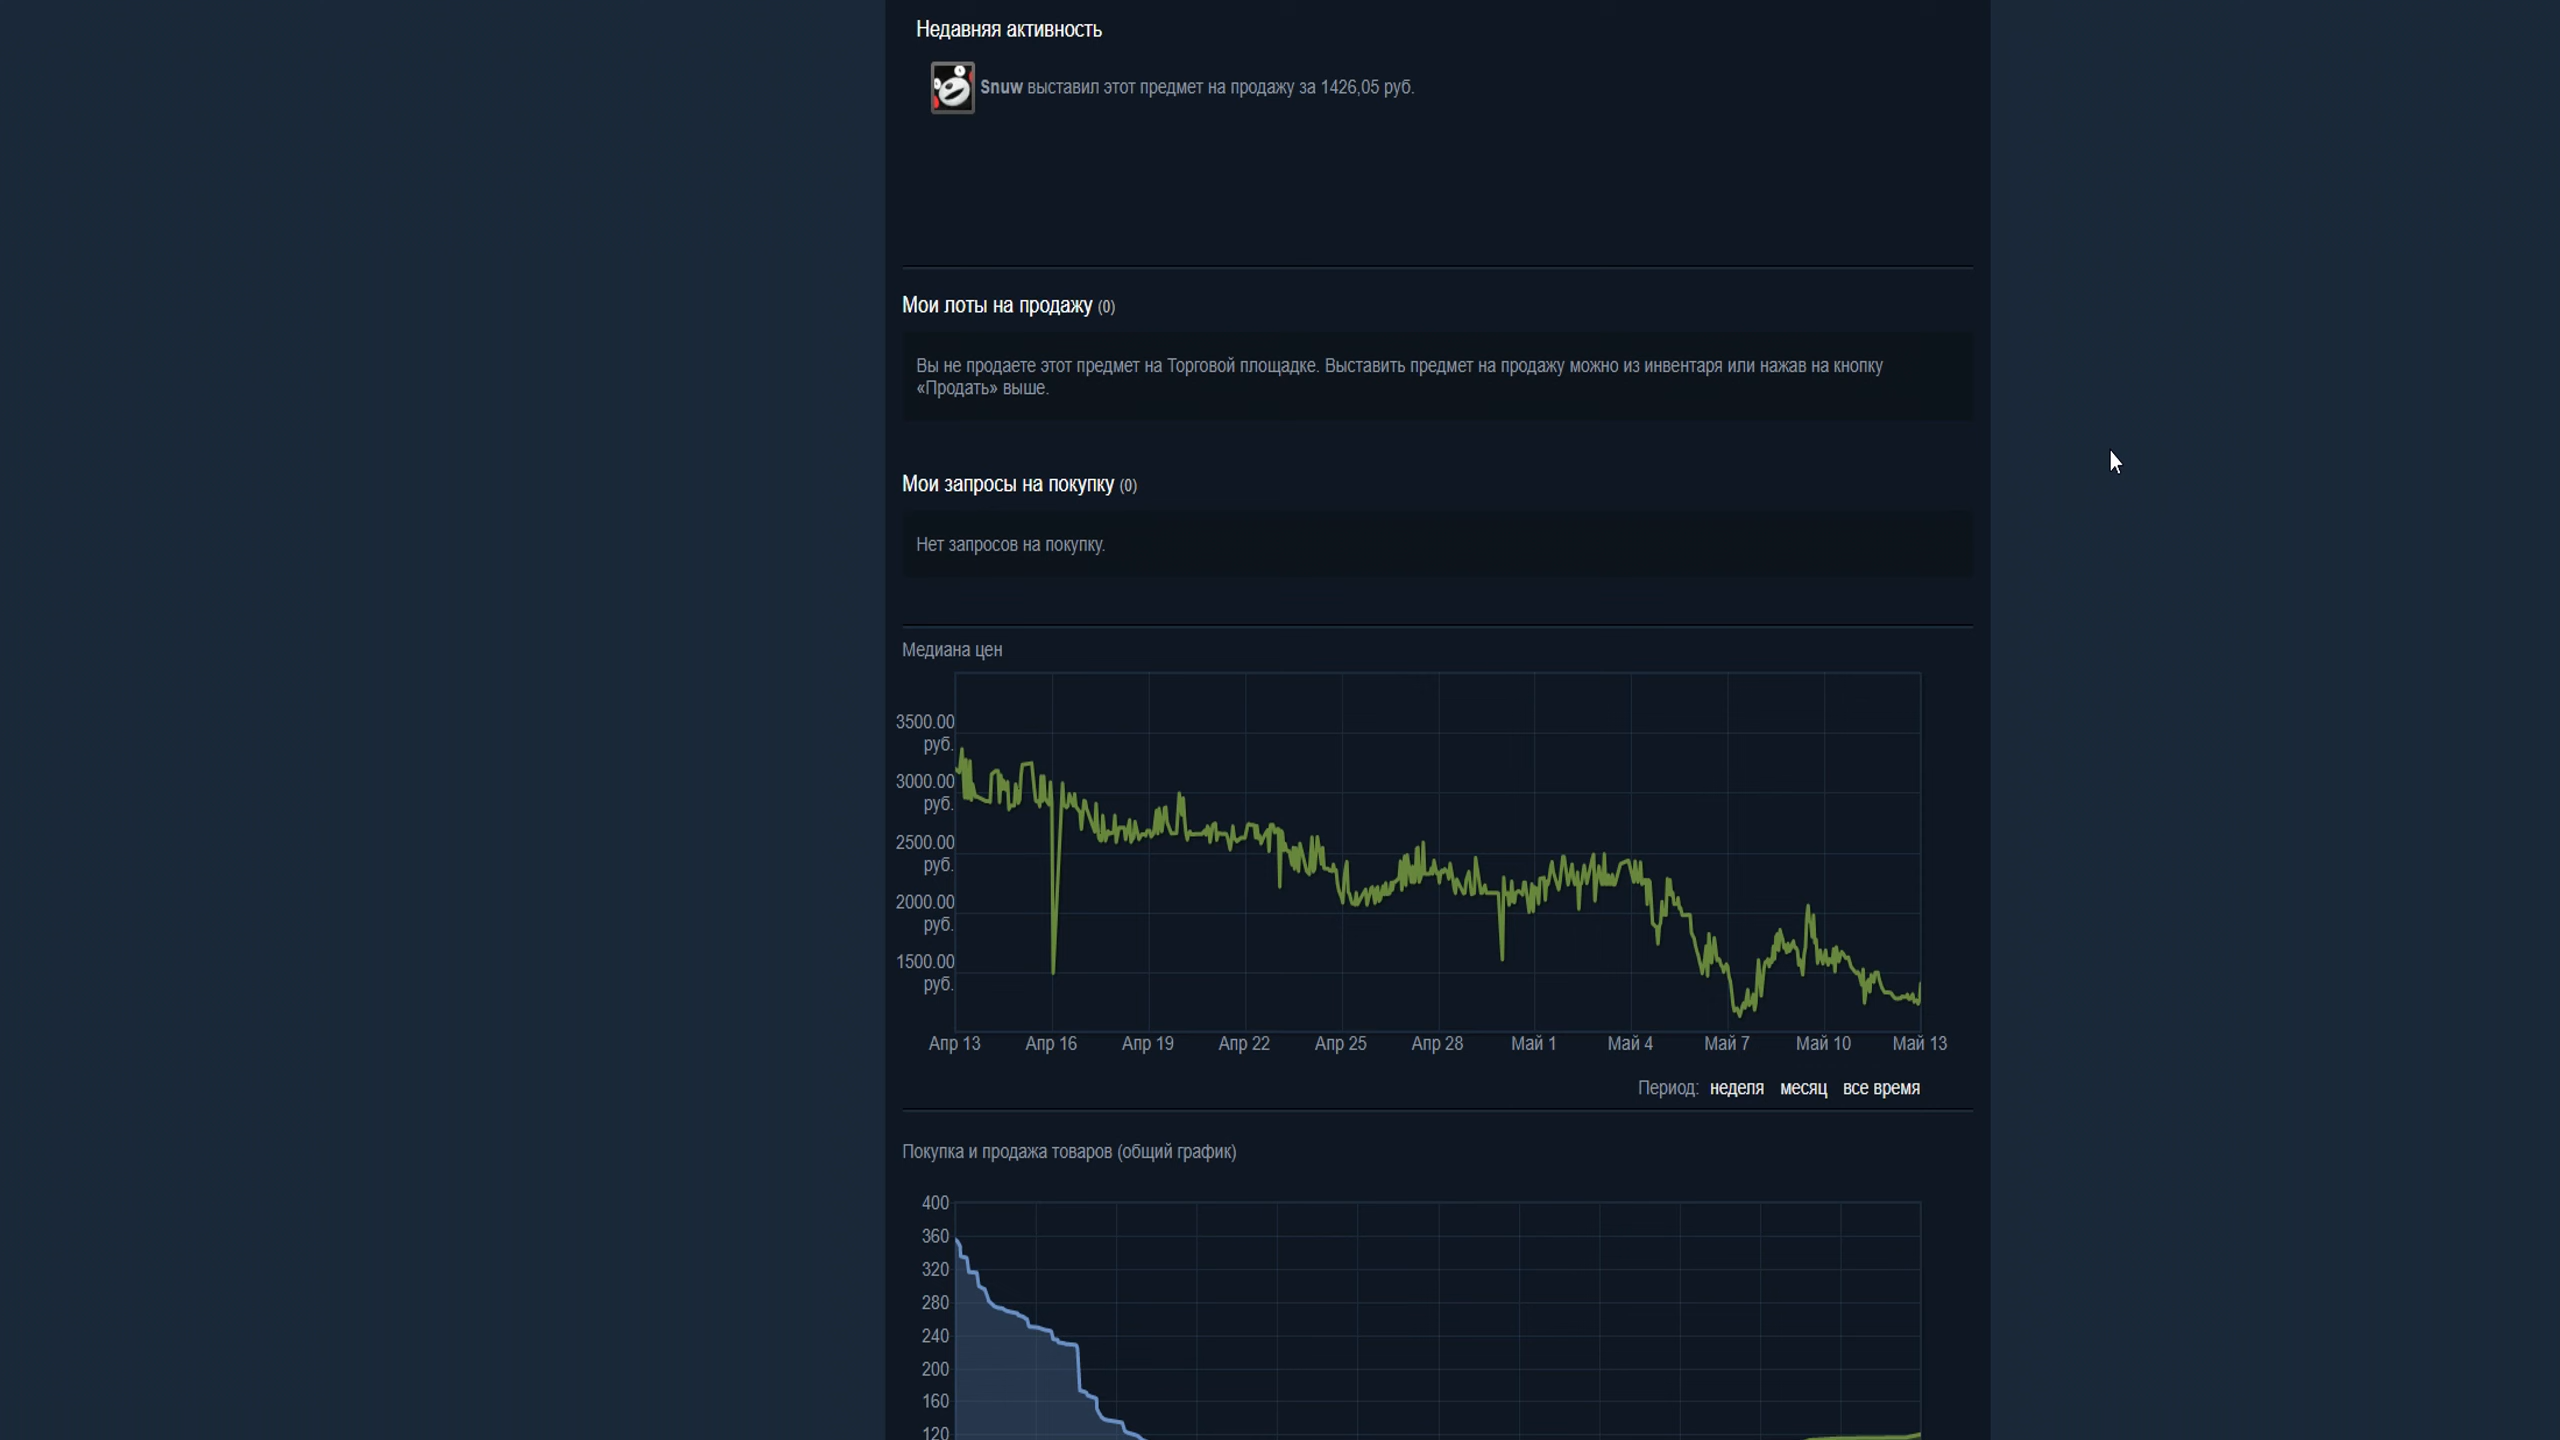 Недавняя активность
Snuw выставил этот предмет на продажу за 1426,05 руб.
Мои лоты на продажу (0)
Вы не продаете этот предмет на Торговой площадке. Выставить предмет на продажу можно из инвентаря или нажав на кнопку
«Продать» выше.
Мои запросы на покупку (0)
Нет запросов на покупку.
Медиана цен
3500.00
руб.
3000.00
руб.
2500.00
руб.
2000.00
руб.
1500.00
руб.
Апр 13 Апр 16 Апр 19 Апр 22 Апр 25 Апр 28 Май 1 Май 4 Май 7 Май 10 Май 13
Период: неделя месяц все время
Покупка и продажа товаров (общий график)
400
360
320
280
240
200
160
120